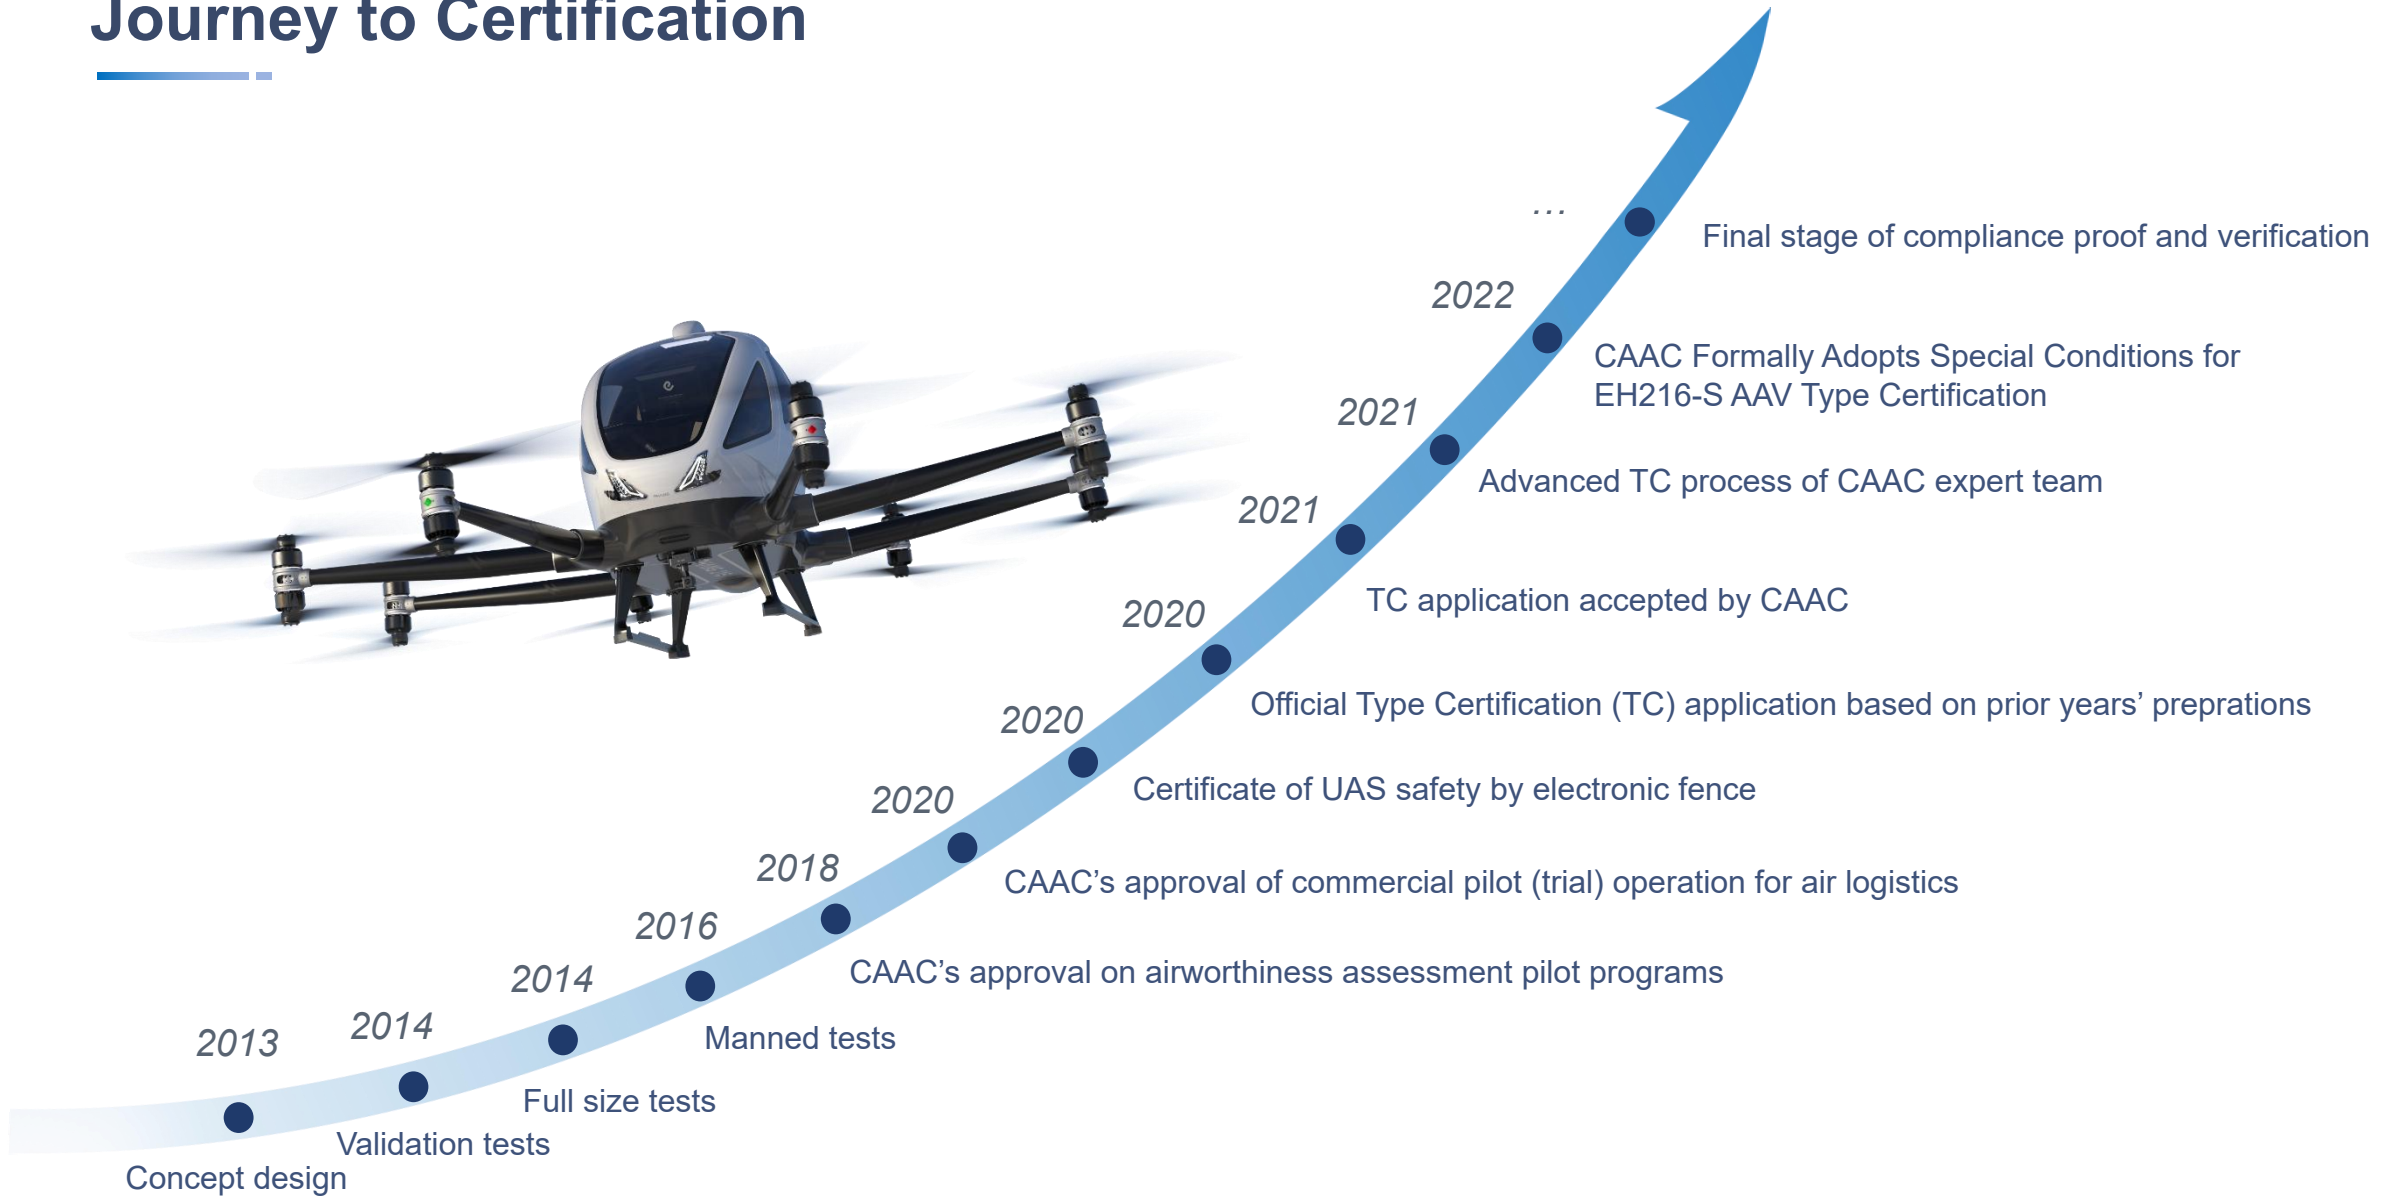 Journey to Certification
…
Final stage of compliance proof and verification
2022
CAAC Formally Adopts Special Conditions for
EH216-S AAV Type Certification
2021
Advanced TC process of CAAC expert team
2021
TC application accepted by CAAC
2020
Official Type Certification (TC) application based on prior years’ preprations
2020
Certificate of UAS safety by electronic fence
2020
CAAC’s approval of commercial pilot (trial) operation for air logistics
2018
CAAC’s approval on airworthiness assessment pilot programs
2016
Manned tests
2014
Full size tests
2014
Validation tests
2013
Concept design